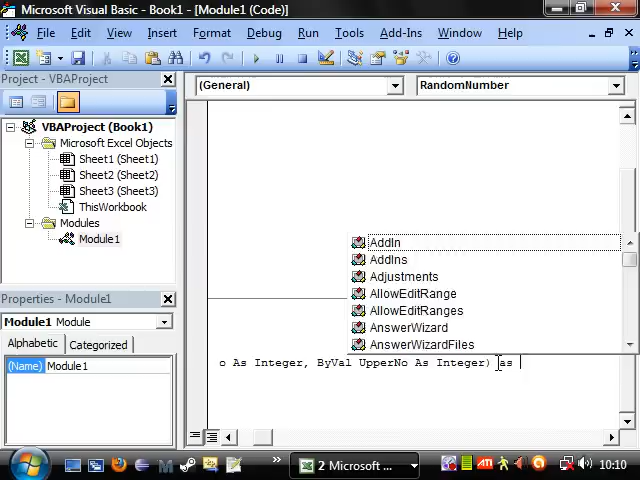 Microsoft Visual Basic - Book1 - [Module1 (Code)]
File Edit View Insert Format Debug Run Tools Add-Ins Window Help
Project - VBAProject
(General) RandomNumber
VBAProject (Book1)
Microsoft Excel Objects
Sheet1 (Sheet1)
Sheet2 (Sheet2)
Sheet3 (Sheet3)
ThisWorkbook
Modules
Module1
AddIn
AddIns
Adjustments
AllowEditRange
AllowEditRanges
AnswerWizard
AnswerWizardFiles
o As Integer, ByVal UpperNo As Integer) as
Properties - Module1
Module1 Module
Alphabetic Categorized
(Name) Module1
2 Microsoft ...
ATI
10:10